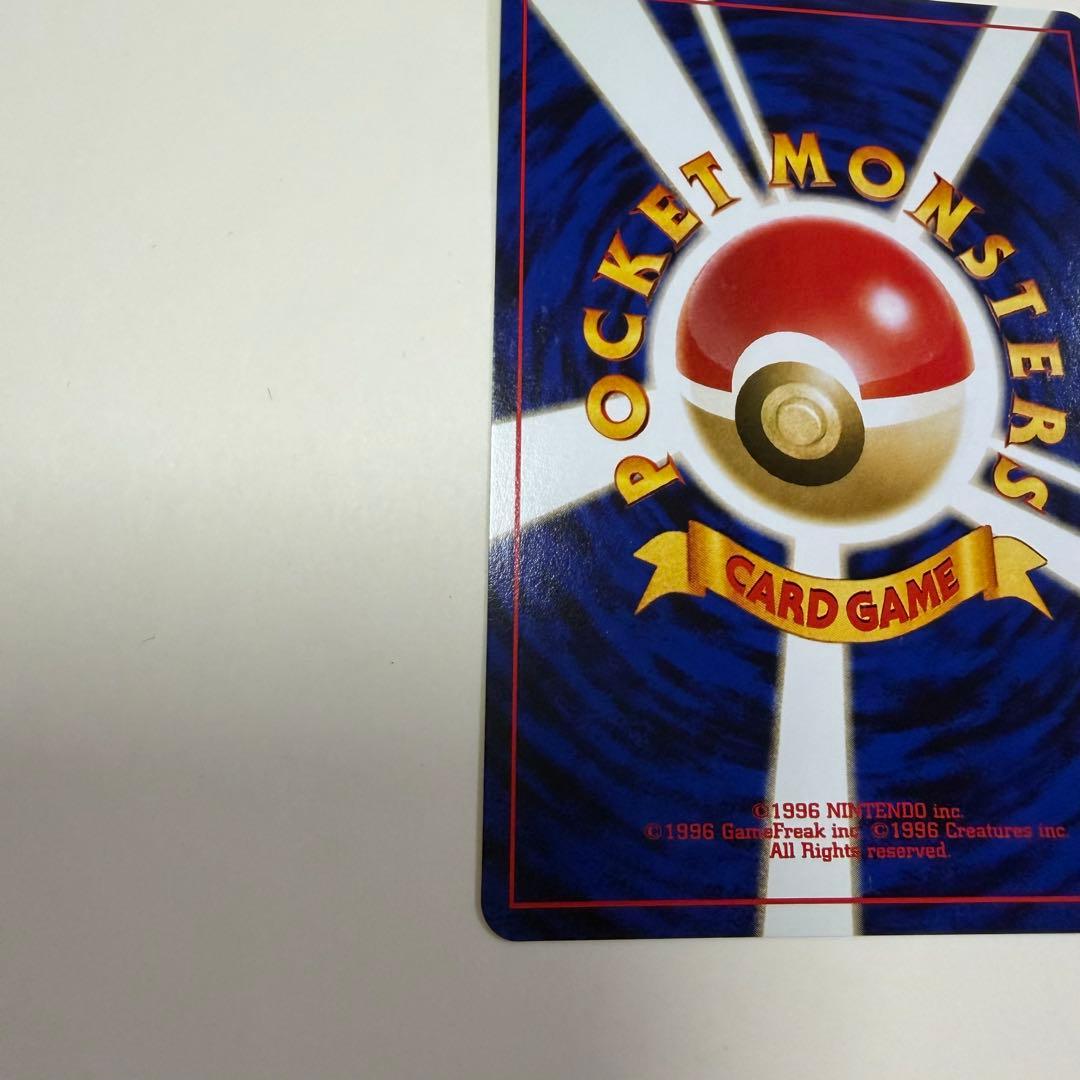 POCKET MONSTERS
CARD GAME
©1996 NINTENDO inc.
©1996 GameFreak inc. ©1996 Creatures inc.
All Rights reserved.